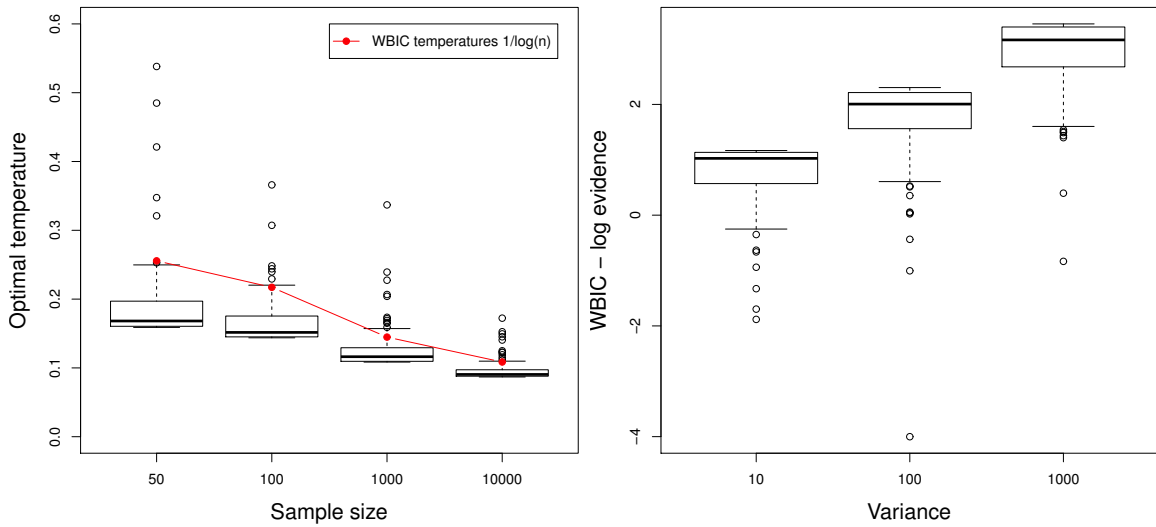 WBIC temperatures 1/log(n)
Optimal temperature
0.6
0.5
0.4
0.3
0.2
0.1
0.0
50 100 1000 10000
Sample size
WBIC − log evidence
2
0
−2
−4
10 100 1000
Variance